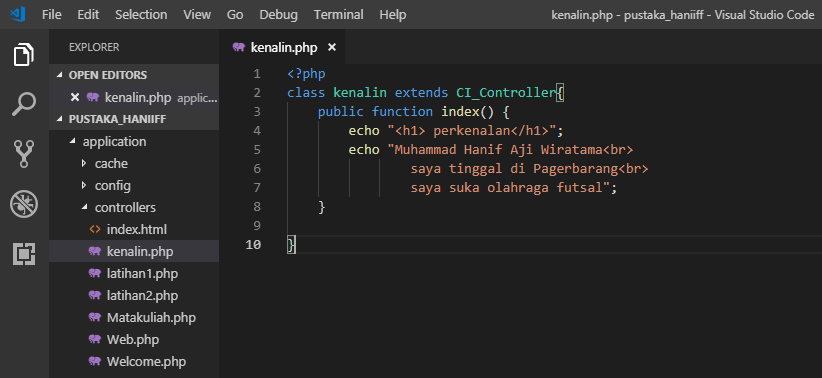 File Edit Selection View Go Debug Terminal Help kenalin.php - pustaka_haniiff - Visual Studio Code
EXPLORER
OPEN EDITORS
kenalin.php applic...
PUSTAKA_HANIIFF
application
cache
config
controllers
index.html
kenalin.php
latihan1.php
latihan2.php
Matakuliah.php
Web.php
Welcome.php
kenalin.php
1 <?php
2 class kenalin extends CI_Controller{
3 public function index() {
4 echo "<h1> perkenalan</h1>";
5 echo "Muhammad Hanif Aji Wiratama<br>
6 saya tinggal di Pagerbarang<br>
7 saya suka olahraga futsal";
8 }
9
10 }